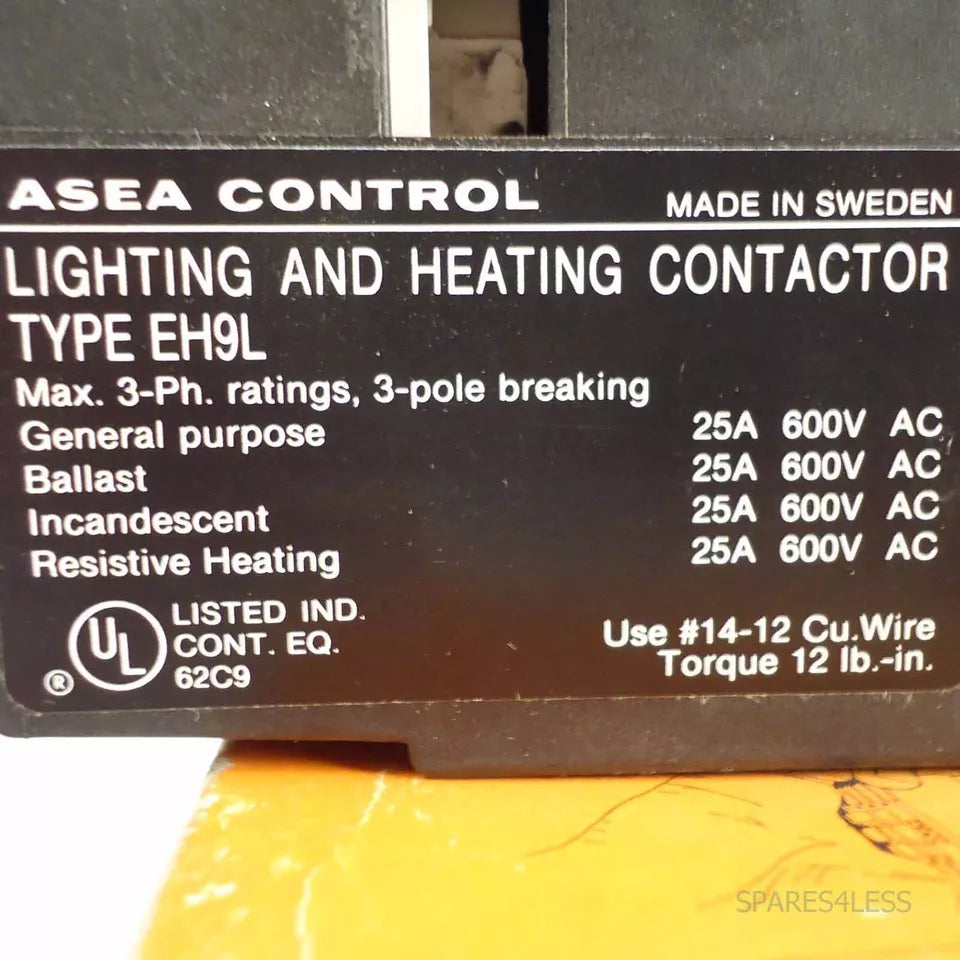 ASEA CONTROL MADE IN SWEDEN
LIGHTING AND HEATING CONTACTOR
TYPE EH9L
Max. 3-Ph. ratings, 3-pole breaking
General purpose 25A 600V AC
Ballast 25A 600V AC
Incandescent 25A 600V AC
Resistive Heating 25A 600V AC
UL LISTED IND.
CONT. EQ.
62C9
®
Use #14-12 Cu.Wire
Torque 12 lb.-in.
SPARES4LESS